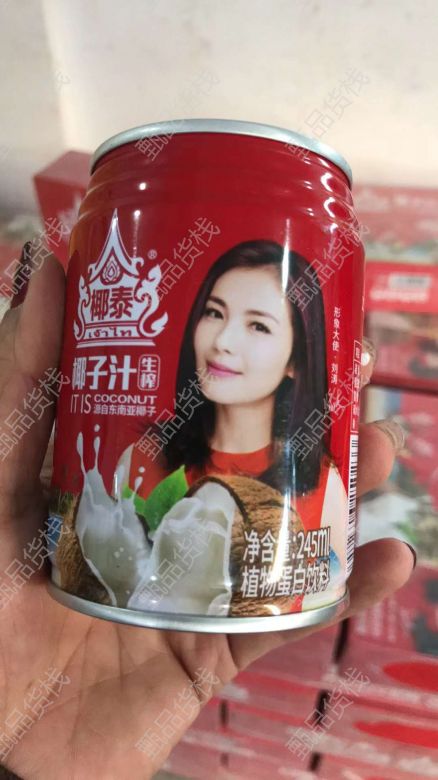 椰泰
®
椰子汁
生榨
IT IS COCONUT
源自东南亚椰子
形象大使·刘涛
净含量:245ml
植物蛋白饮料
甄品货栈